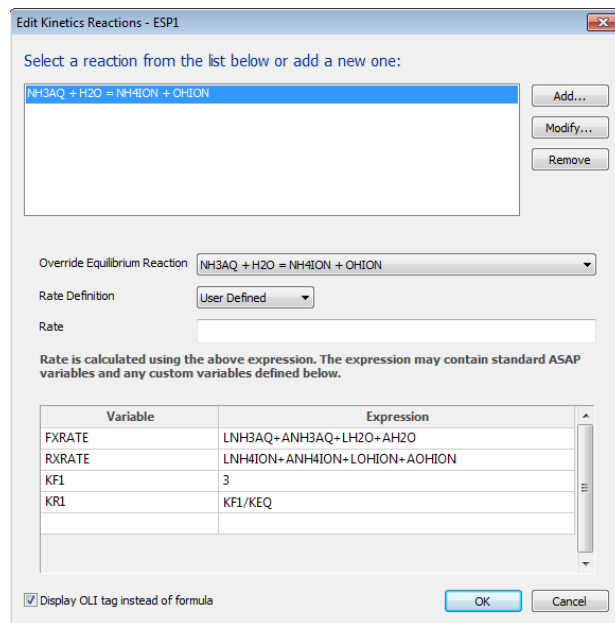 Edit Kinetics Reactions - ESP1
Select a reaction from the list below or add a new one:
NH3AQ + H2O = NH4ION + OHION
Add...
Modify...
Remove
Override Equilibrium Reaction NH3AQ + H2O = NH4ION + OHION
Rate Definition User Defined
Rate
Rate is calculated using the above expression. The expression may contain standard ASAP
variables and any custom variables defined below.
Variable Expression
FXRATE LNH3AQ+ANH3AQ+LH2O+AH2O
RXRATE LNH4ION+ANH4ION+LOHION+AOHION
KF1 3
KR1 KF1/KEQ
Display OLI tag instead of formula OK Cancel